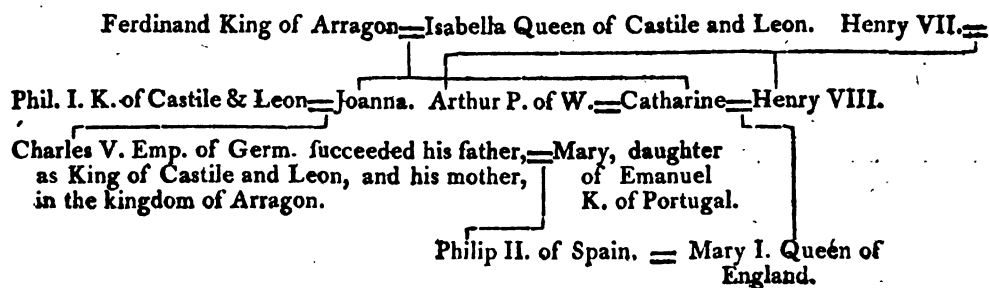 Ferdinand King of Arragon=Isabella Queen of Castile and Leon. Henry VII.=
Phil. I. K. of Castile & Leon=Joanna. Arthur P. of W.=Catharine=Henry VIII.
Charles V. Emp. of Germ. ſucceeded his father,=Mary, daughter
as King of Castile and Leon, and his mother, of Emanuel
in the kingdom of Arragon. K. of Portugal.
Philip II. of Spain. = Mary I. Queen of
England.